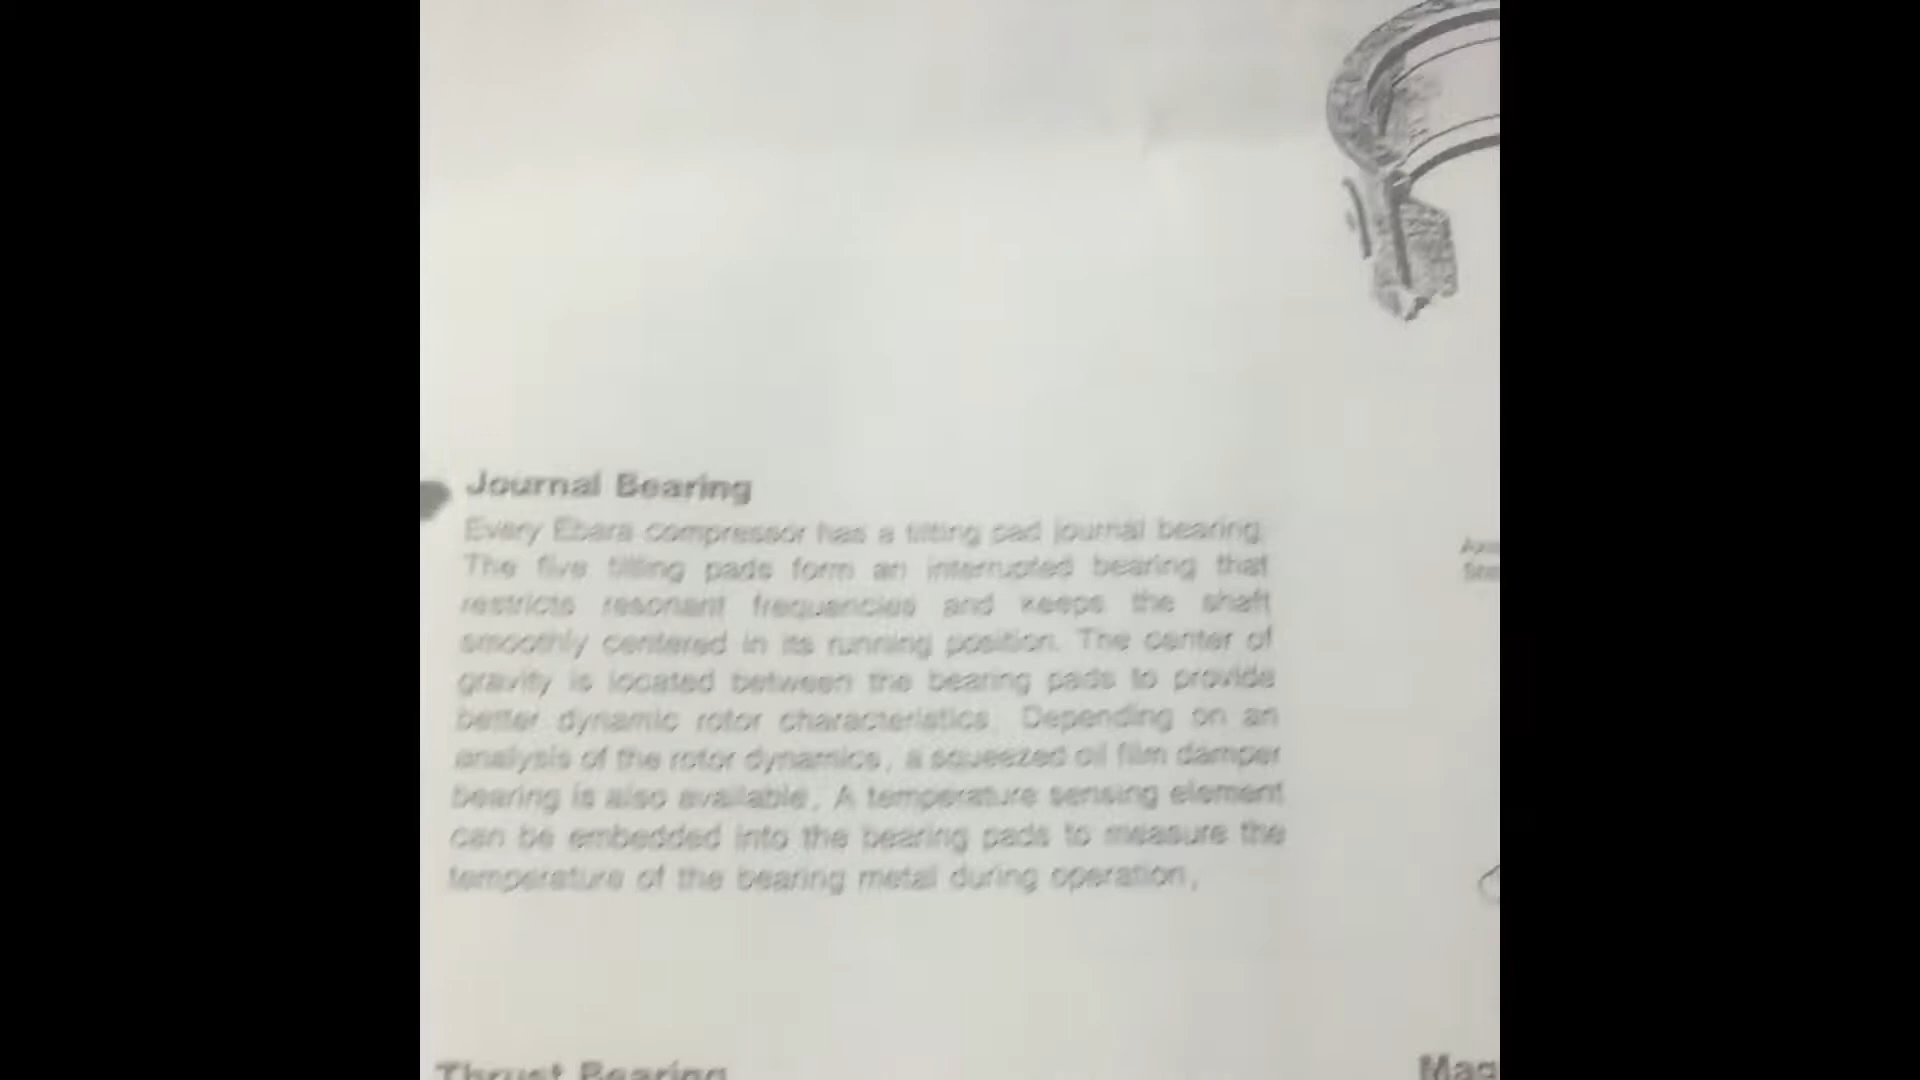 Journal Bearing
Every Ebara compressor has a tilting pad journal bearing.
The five tilting pads form an interrupted bearing that
restricts resonant frequencies and keeps the shaft
smoothly centered in its running position. The center of
gravity is located between the bearing pads to provide
better dynamic rotor characteristics. Depending on an
analysis of the rotor dynamics, a squeezed oil film damper
bearing is also available. A temperature sensing element
can be embedded into the bearing pads to measure the
temperature of the bearing metal during operation,
Thrust Bearing
Mag